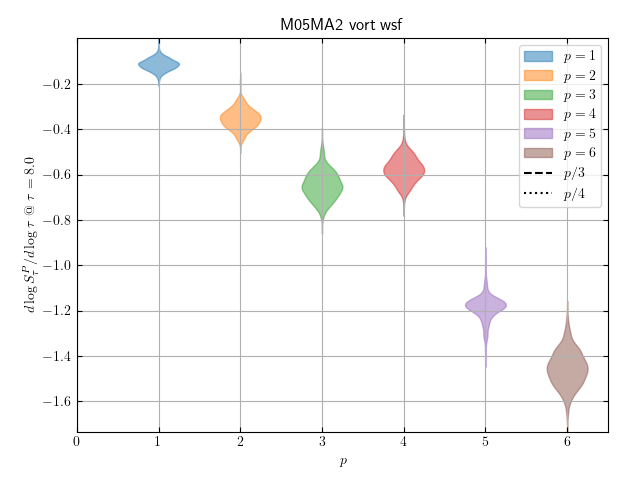 M05MA2 vort wsf
d log S_τ^P / d log τ @ τ = 8.0
−0.2
−0.4
−0.6
−0.8
−1.0
−1.2
−1.4
−1.6
p = 1
p = 2
p = 3
p = 4
p = 5
p = 6
p/3
p/4
0 1 2 3 4 5 6
p